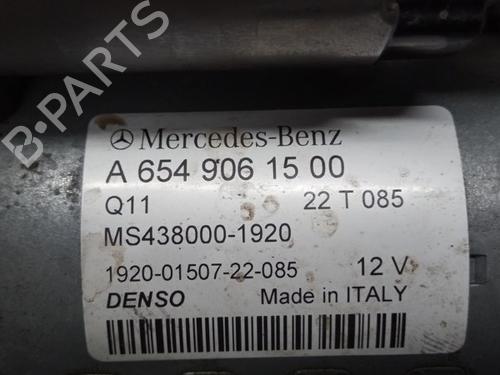 B-PARTS
Mercedes-Benz
A 654 906 15 00
Q11 22 T 085
MS438000-1920
1920-01507-22-085 12 V
DENSO Made in ITALY